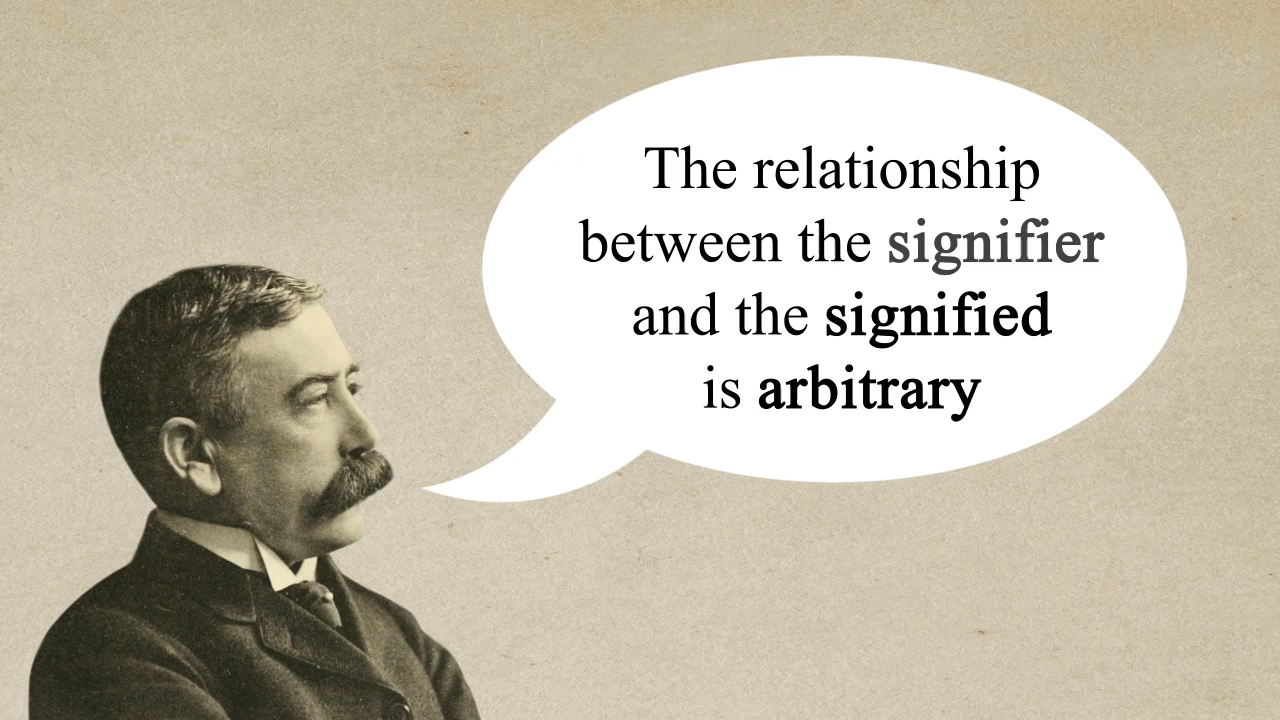 The relationship
between the signifier
and the signified
is arbitrary